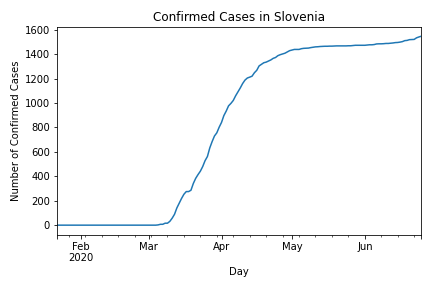 Confirmed Cases in Slovenia
Number of Confirmed Cases
1600
1400
1200
1000
800
600
400
200
0
Feb
2020
Mar
Apr
May
Jun
Day